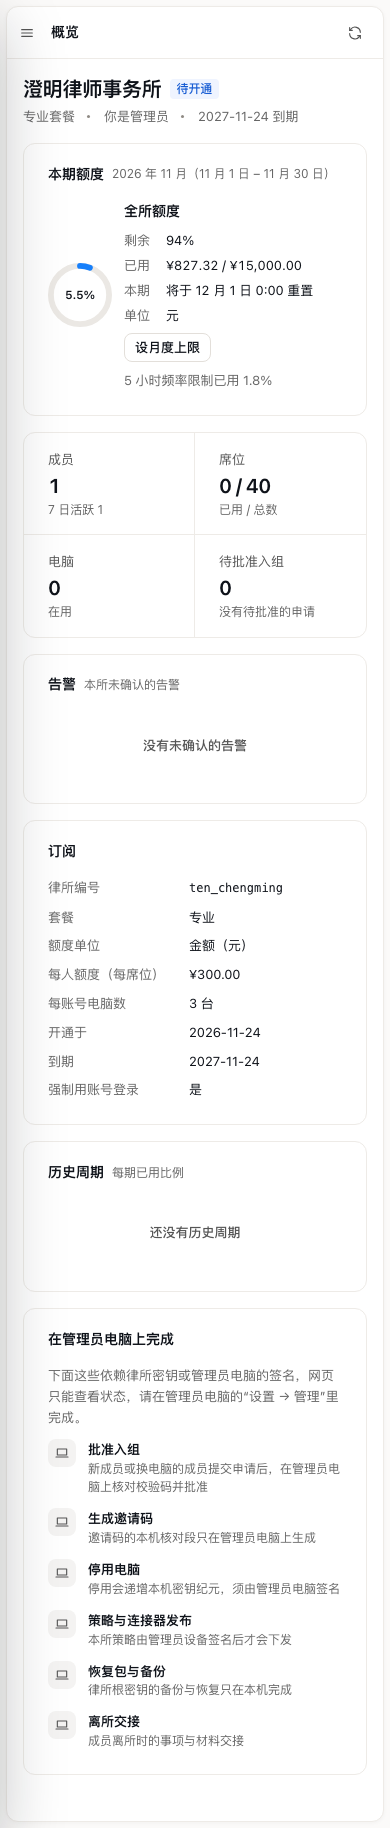 概览
澄明律师事务所 待开通
专业套餐 • 你是管理员 • 2027-11-24 到期
本期额度 2026 年 11 月（11 月 1 日 – 11 月 30 日）
5.5%
全所额度
剩余 94%
已用 ¥827.32 / ¥15,000.00
本期 将于 12 月 1 日 0:00 重置
单位 元
设月度上限
5 小时频率限制已用 1.8%
成员
1
7 日活跃 1
席位
0 / 40
已用 / 总数
电脑
0
在用
待批准入组
0
没有待批准的申请
告警 本所未确认的告警
没有未确认的告警
订阅
律所编号 ten_chengming
套餐 专业
额度单位 金额（元）
每人额度（每席位） ¥300.00
每账号电脑数 3 台
开通于 2026-11-24
到期 2027-11-24
强制用账号登录 是
历史周期 每期已用比例
还没有历史周期
在管理员电脑上完成
下面这些依赖律所密钥或管理员电脑的签名，网页
只能查看状态，请在管理员电脑的“设置 → 管理”里
完成。
批准入组
新成员或换电脑的成员提交申请后，在管理员电
脑上核对校验码并批准
生成邀请码
邀请码的本机核对段只在管理员电脑上生成
停用电脑
停用会递增本机密钥纪元，须由管理员电脑签名
策略与连接器发布
本所策略由管理员设备签名后才会下发
恢复包与备份
律所根密钥的备份与恢复只在本机完成
离所交接
成员离所时的事项与材料交接